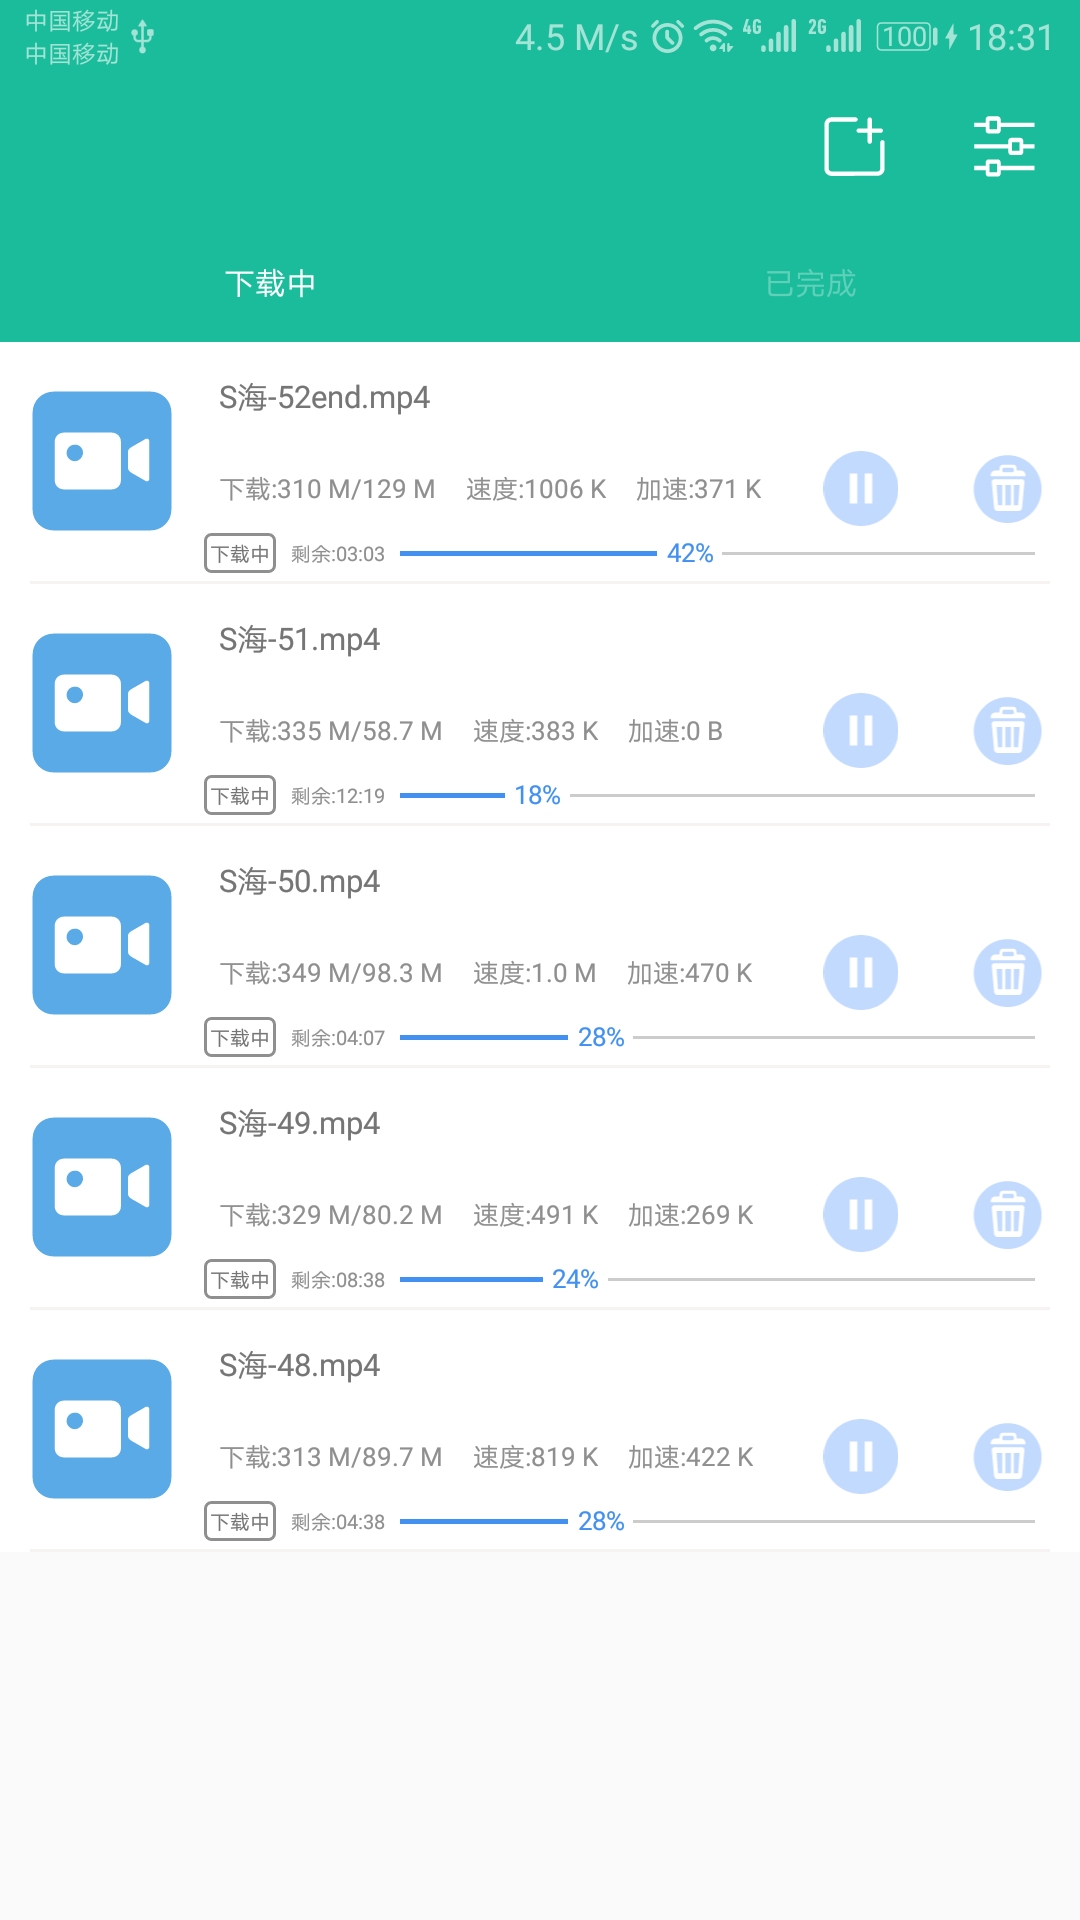 中国移动
中国移动
4.5 M/s 4G 2G 100 18:31
下载中 已完成
S海-52end.mp4
下载:310 M/129 M 速度:1006 K 加速:371 K
下载中 剩余:03:03 42%
S海-51.mp4
下载:335 M/58.7 M 速度:383 K 加速:0 B
下载中 剩余:12:19 18%
S海-50.mp4
下载:349 M/98.3 M 速度:1.0 M 加速:470 K
下载中 剩余:04:07 28%
S海-49.mp4
下载:329 M/80.2 M 速度:491 K 加速:269 K
下载中 剩余:08:38 24%
S海-48.mp4
下载:313 M/89.7 M 速度:819 K 加速:422 K
下载中 剩余:04:38 28%